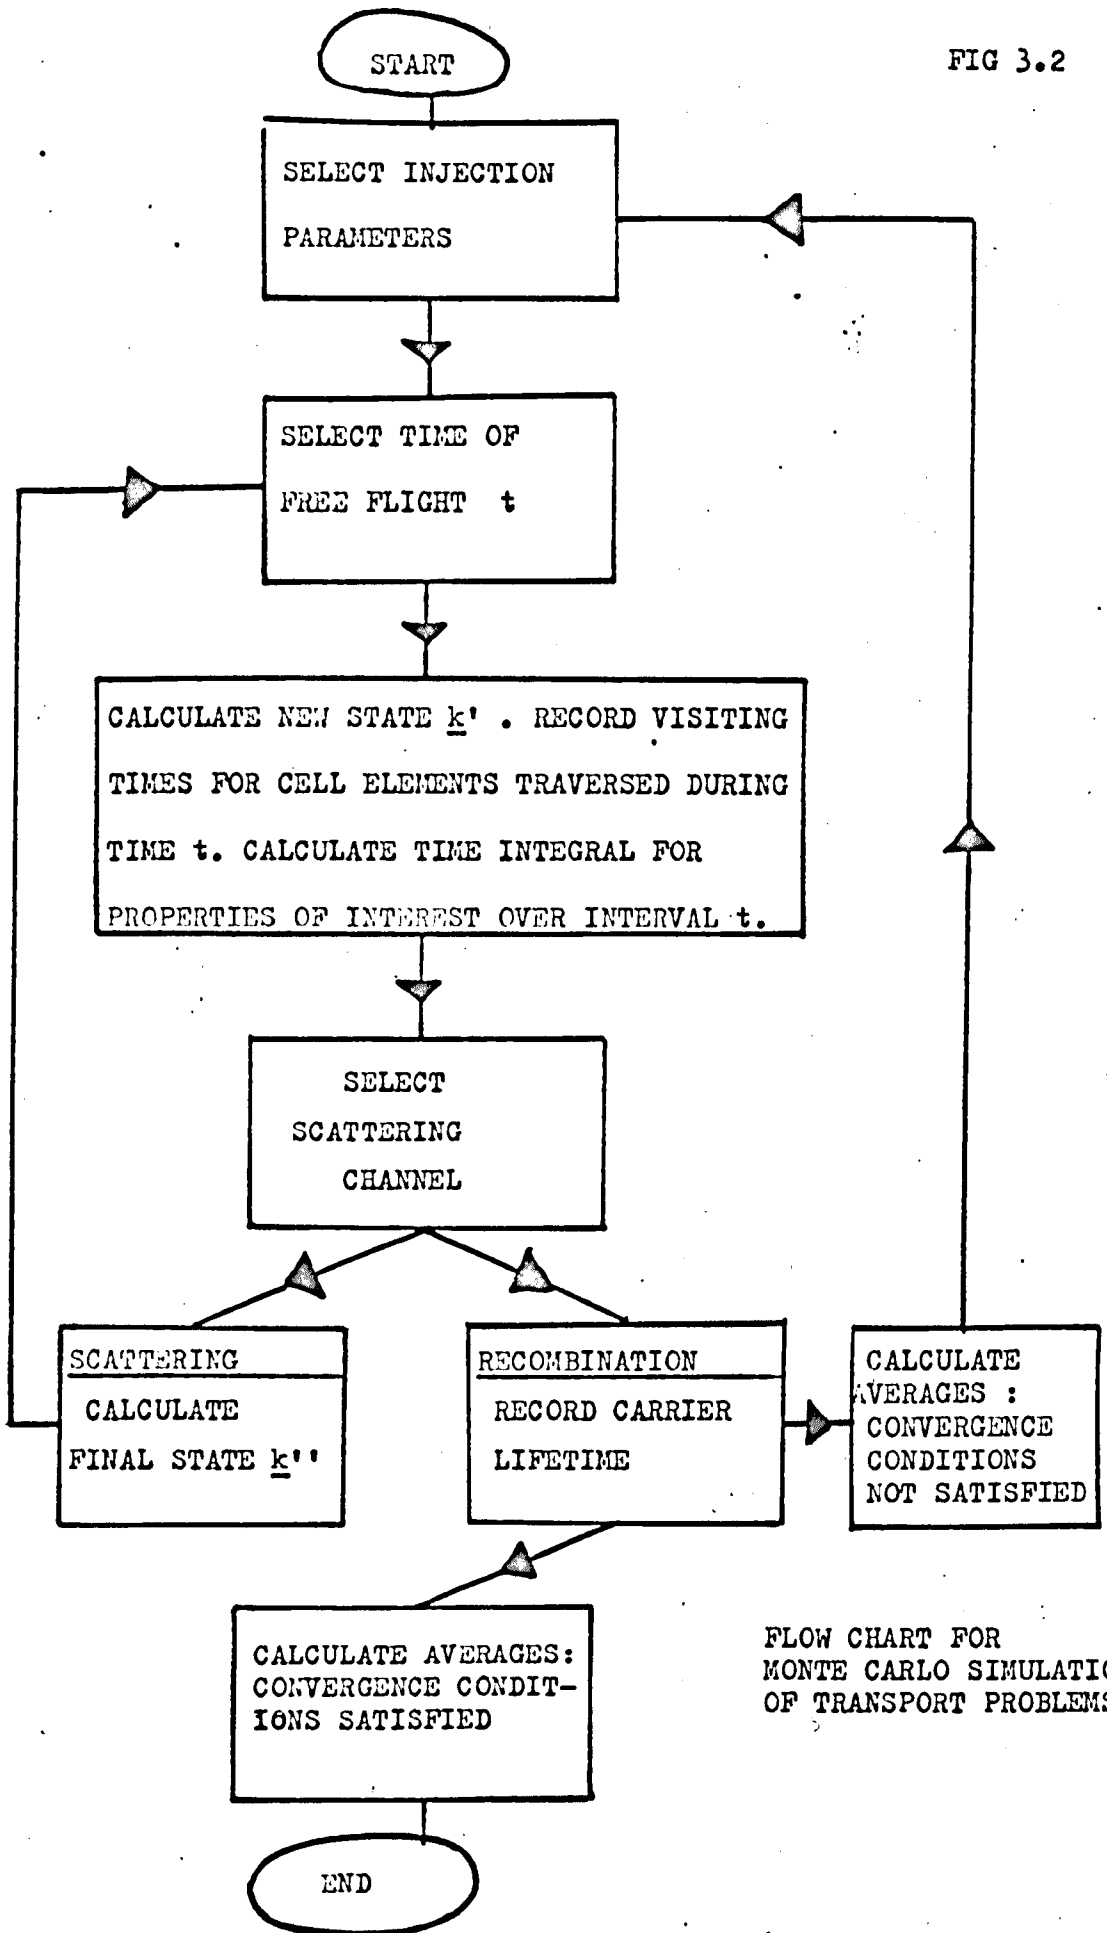 FIG 3.2
START
SELECT INJECTION
PARAMETERS
SELECT TIME OF
FREE FLIGHT t
CALCULATE NEW STATE k' . RECORD VISITING
TIMES FOR CELL ELEMENTS TRAVERSED DURING
TIME t. CALCULATE TIME INTEGRAL FOR
PROPERTIES OF INTEREST OVER INTERVAL t.
SELECT
SCATTERING
CHANNEL
SCATTERING
CALCULATE
FINAL STATE k''
RECOMBINATION
RECORD CARRIER
LIFETIME
CALCULATE
AVERAGES :
CONVERGENCE
CONDITIONS
NOT SATISFIED
CALCULATE AVERAGES:
CONVERGENCE CONDIT-
IONS SATISFIED
FLOW CHART FOR
MONTE CARLO SIMULATIO
OF TRANSPORT PROBLEMS
END